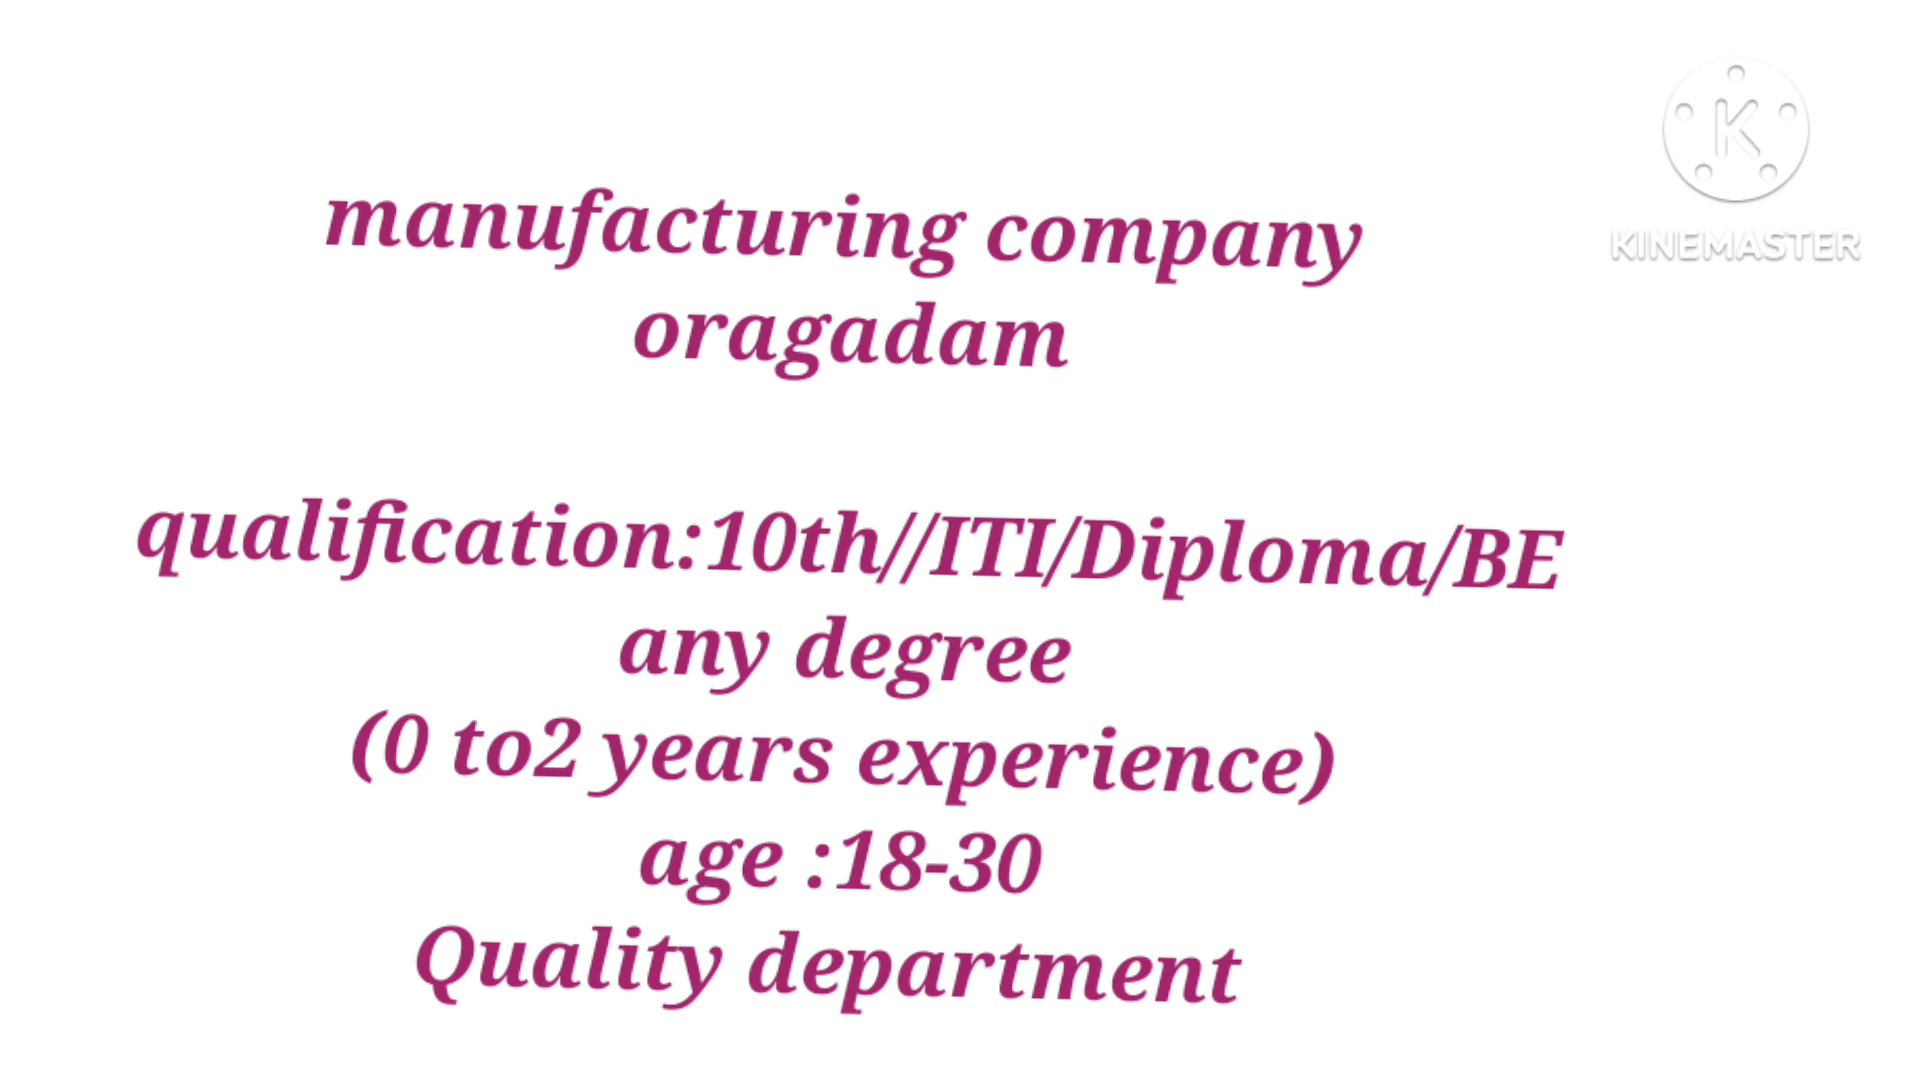 manufacturing company
oragadam
qualification:10th//ITI/Diploma/BE
any degree
(0 to2 years experience)
age :18-30
Quality department
K
KINEMASTER